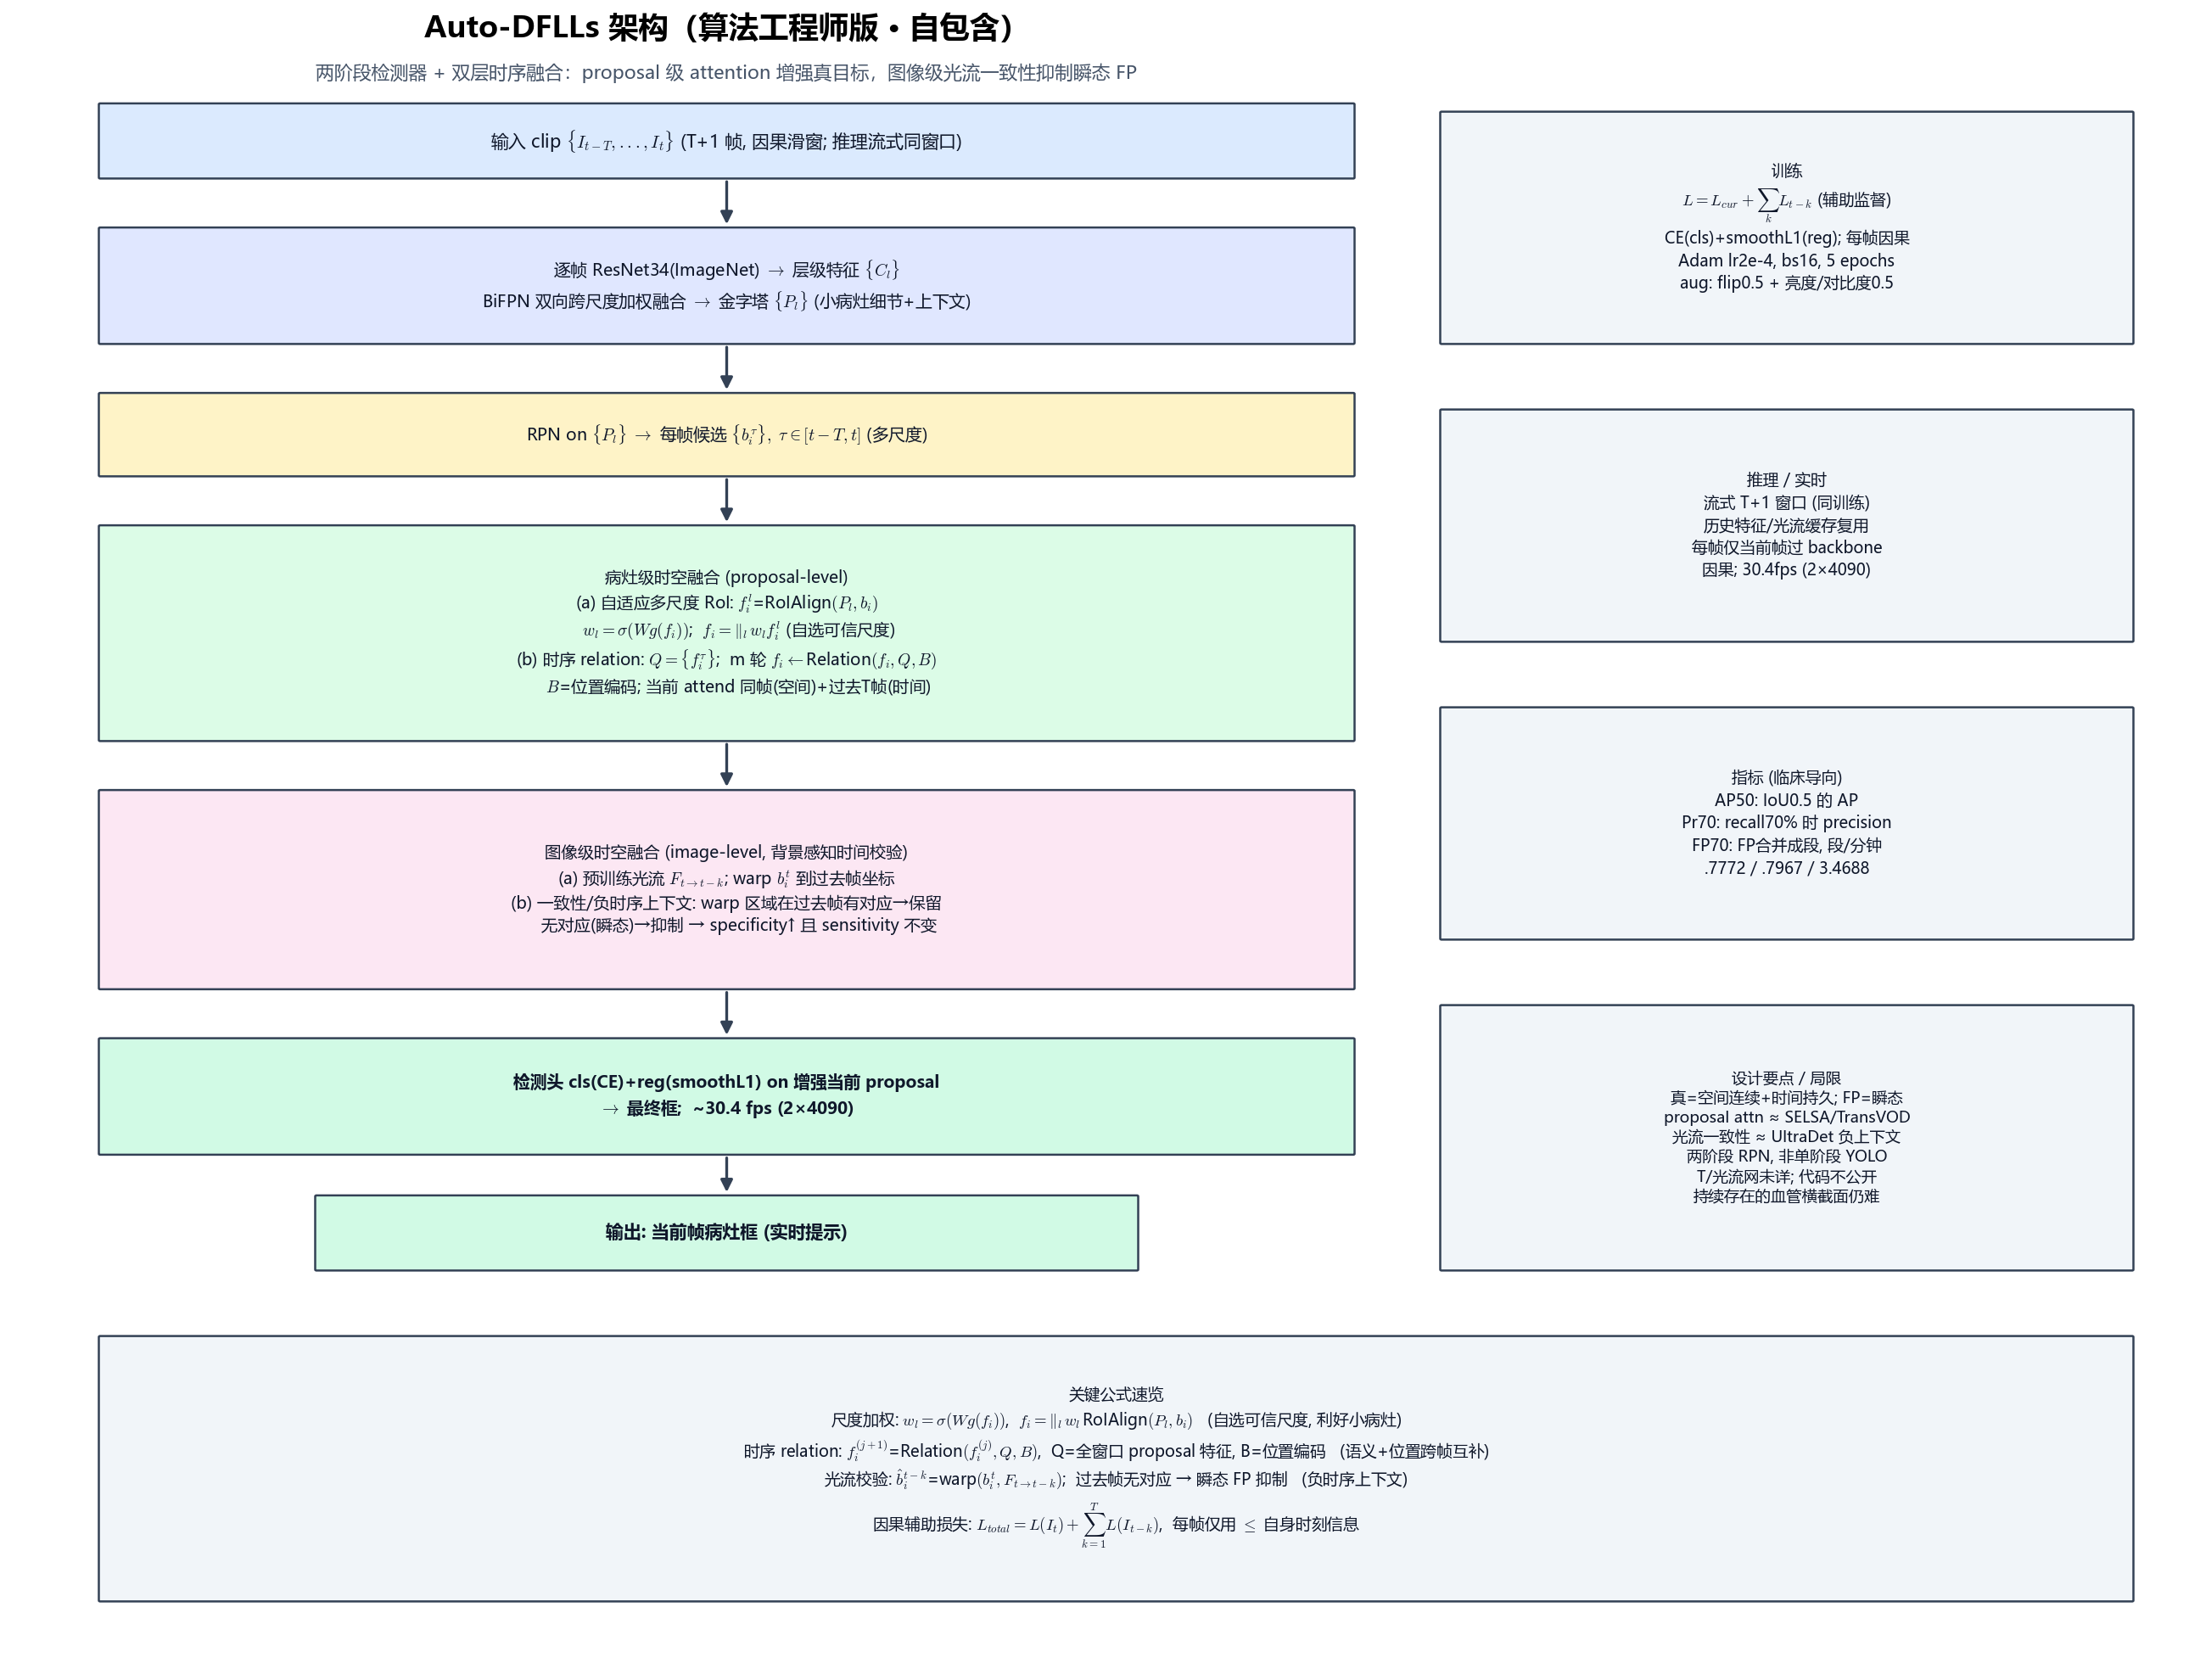 Auto-DFLLs 架构（算法工程师版 • 自包含）
两阶段检测器 + 双层时序融合：proposal 级 attention 增强真目标，图像级光流一致性抑制瞬态 FP
输入 clip {I_{t−T}, . . . , I_t} (T+1 帧, 因果滑窗; 推理流式同窗口)
逐帧 ResNet34(ImageNet) → 层级特征 {C_l}
BiFPN 双向跨尺度加权融合 → 金字塔 {P_l} (小病灶细节+上下文)
RPN on {P_l} → 每帧候选 {b_i^τ}, τ ∈ [t − T, t] (多尺度)
病灶级时空融合 (proposal-level)
(a) 自适应多尺度 RoI: f_i^l=RoIAlign(P_l, b_i)
w_l = σ(Wg(f_i)); f_i = ∥_l w_l f_i^l (自选可信尺度)
(b) 时序 relation: Q = {f_i^τ}; m 轮 f_i ← Relation(f_i, Q, B)
B=位置编码; 当前 attend 同帧(空间)+过去T帧(时间)
图像级时空融合 (image-level, 背景感知时间校验)
(a) 预训练光流 F_{t→t−k}; warp b_i^t 到过去帧坐标
(b) 一致性/负时序上下文: warp 区域在过去帧有对应→保留
无对应(瞬态)→抑制 → specificity↑ 且 sensitivity 不变
检测头 cls(CE)+reg(smoothL1) on 增强当前 proposal
→ 最终框; ~30.4 fps (2×4090)
输出: 当前帧病灶框 (实时提示)
训练
L = L_{cur} + ∑_k L_{t−k} (辅助监督)
CE(cls)+smoothL1(reg); 每帧因果
Adam lr2e-4, bs16, 5 epochs
aug: flip0.5 + 亮度/对比度0.5
推理 / 实时
流式 T+1 窗口 (同训练)
历史特征/光流缓存复用
每帧仅当前帧过 backbone
因果; 30.4fps (2×4090)
指标 (临床导向)
AP50: IoU0.5 的 AP
Pr70: recall70% 时 precision
FP70: FP合并成段, 段/分钟
.7772 / .7967 / 3.4688
设计要点 / 局限
真=空间连续+时间持久; FP=瞬态
proposal attn ≈ SELSA/TransVOD
光流一致性 ≈ UltraDet 负上下文
两阶段 RPN, 非单阶段 YOLO
T/光流网未详; 代码不公开
持续存在的血管横截面仍难
关键公式速览
尺度加权: w_l = σ(Wg(f_i)), f_i = ∥_l w_l RoIAlign(P_l, b_i) (自选可信尺度, 利好小病灶)
时序 relation: f_i^{(j+1)}=Relation(f_i^{(j)}, Q, B), Q=全窗口 proposal 特征, B=位置编码 (语义+位置跨帧互补)
光流校验: b̂_i^{t−k}=warp(b_i^t, F_{t→t−k}); 过去帧无对应 → 瞬态 FP 抑制 (负时序上下文)
因果辅助损失: L_{total} = L(I_t) + ∑_{k=1}^{T} L(I_{t−k}), 每帧仅用 ≤ 自身时刻信息